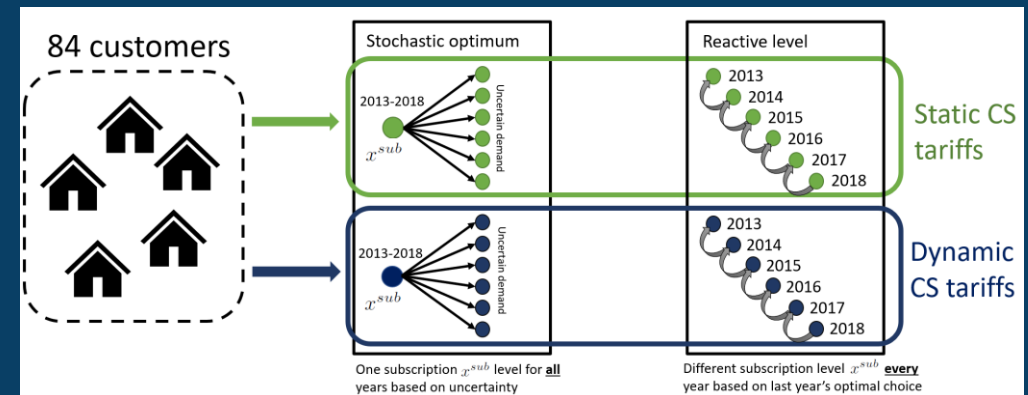 84 customers
Stochastic optimum
2013-2018
x^{sub}
Uncertain demand
2013-2018
x^{sub}
Uncertain demand
One subscription x^{sub} level for all
years based on uncertainty
Reactive level
2013
2014
2015
2016
2017
2018
2013
2014
2015
2016
2017
2018
Different subscription level x^{sub} every
year based on last year's optimal choice
Static CS
tariffs
Dynamic
CS tariffs